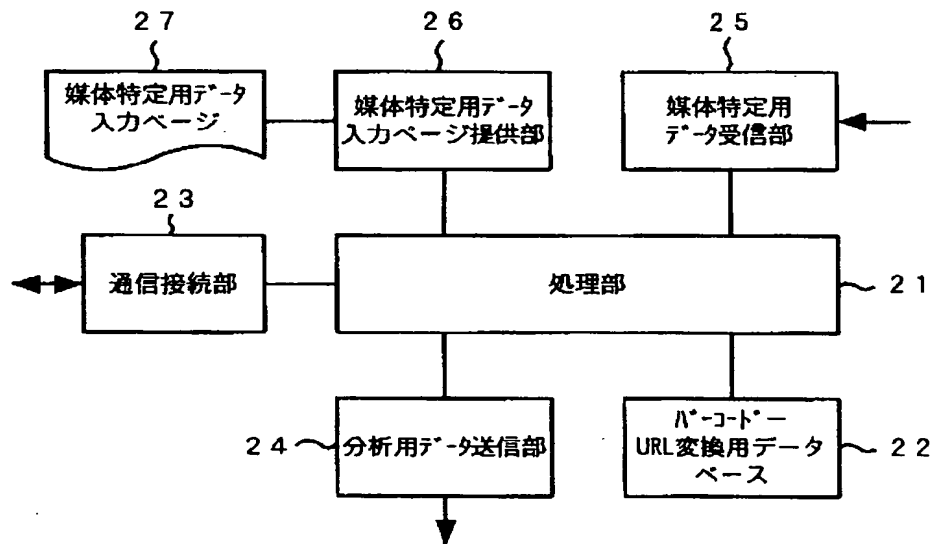 27
26
25
媒体特定用ﾃﾞｰﾀ
入力ページ
媒体特定用ﾃﾞｰﾀ
入力ページ提供部
媒体特定用
ﾃﾞｰﾀ受信部
23
通信接続部
処理部
21
24
分析用ﾃﾞｰﾀ送信部
ﾊﾞｰｺｰﾄﾞｰ
URL変換用データ
ベース
22